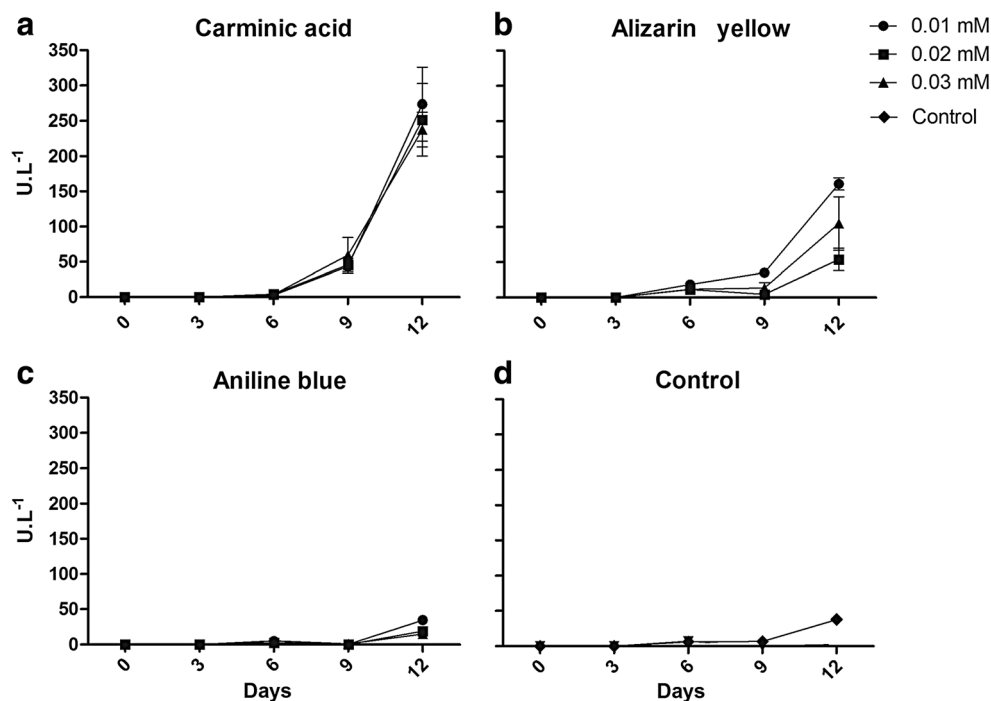 a
Carminic acid
b
Alizarin yellow
0.01 mM
0.02 mM
0.03 mM
Control
350
300
250
200
150
100
50
0
U.L-1
0 3 6 9 12
0 3 6 9 12
c
Aniline blue
d
Control
350
300
250
200
150
100
50
0
U.L-1
0 3 6 9 12
Days
0 3 6 9 12
Days